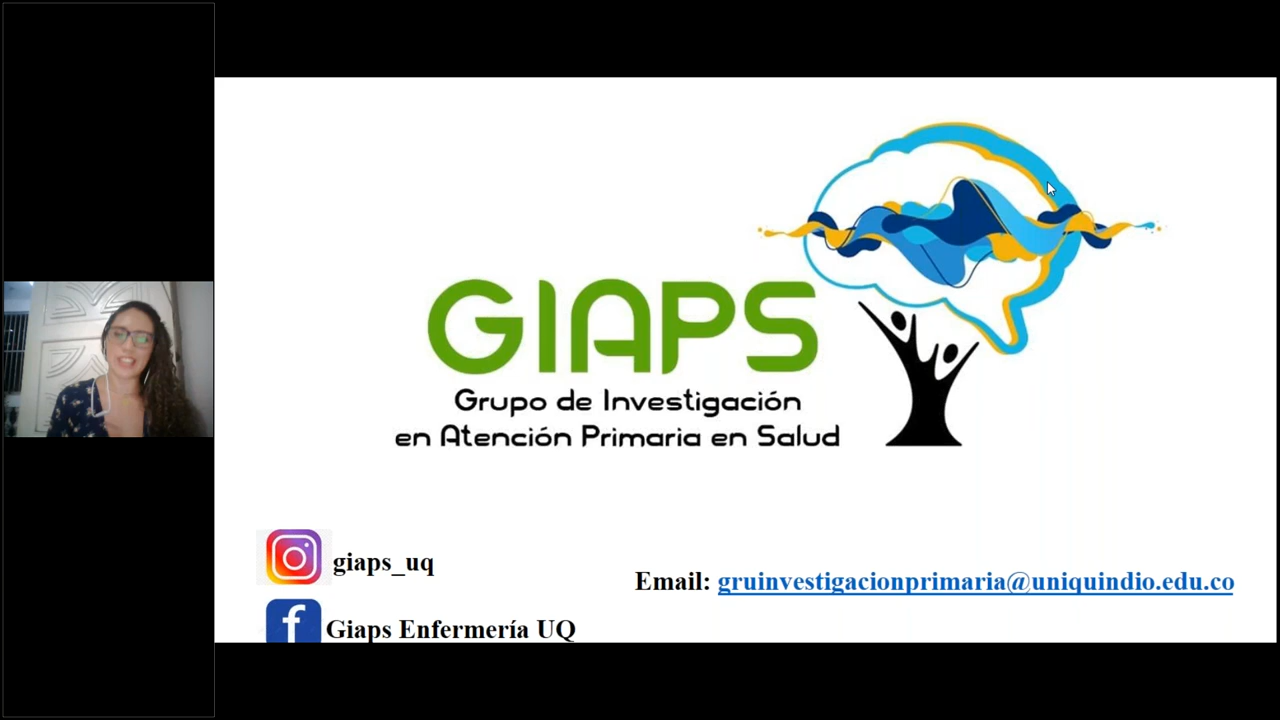 GIAPS
Grupo de Investigación
en Atención Primaria en Salud
giaps_uq
Email: gruinvestigacionprimaria@uniquindio.edu.co
Giaps Enfermería UQ